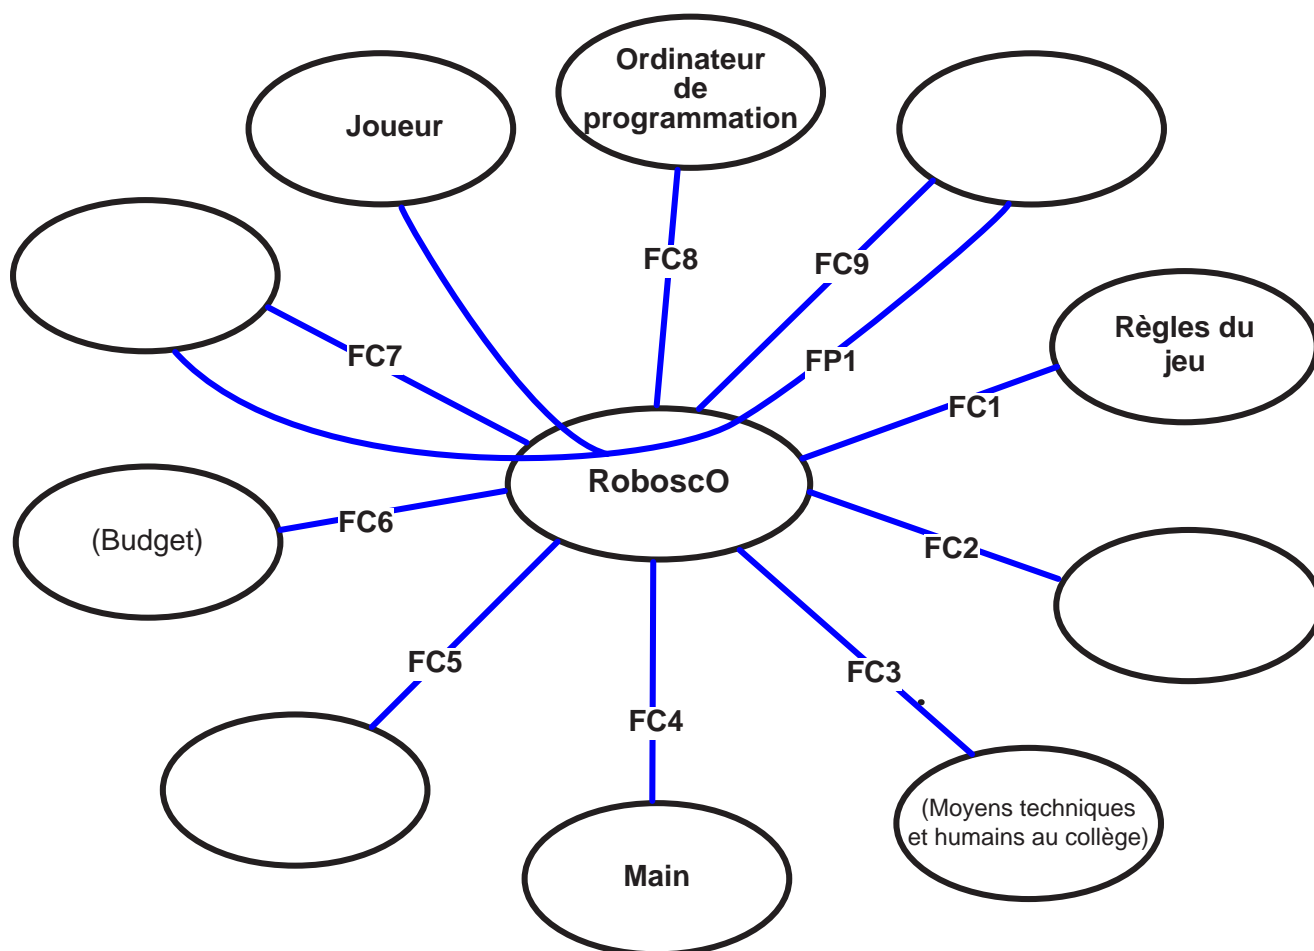 Ordinateur
de
programmation
Joueur
FC8
FC9
Règles du
jeu
FC7
FP1
FC1
RoboscO
(Budget)
FC6
FC2
FC5
FC3
FC4
(Moyens techniques
et humains au collège)
Main